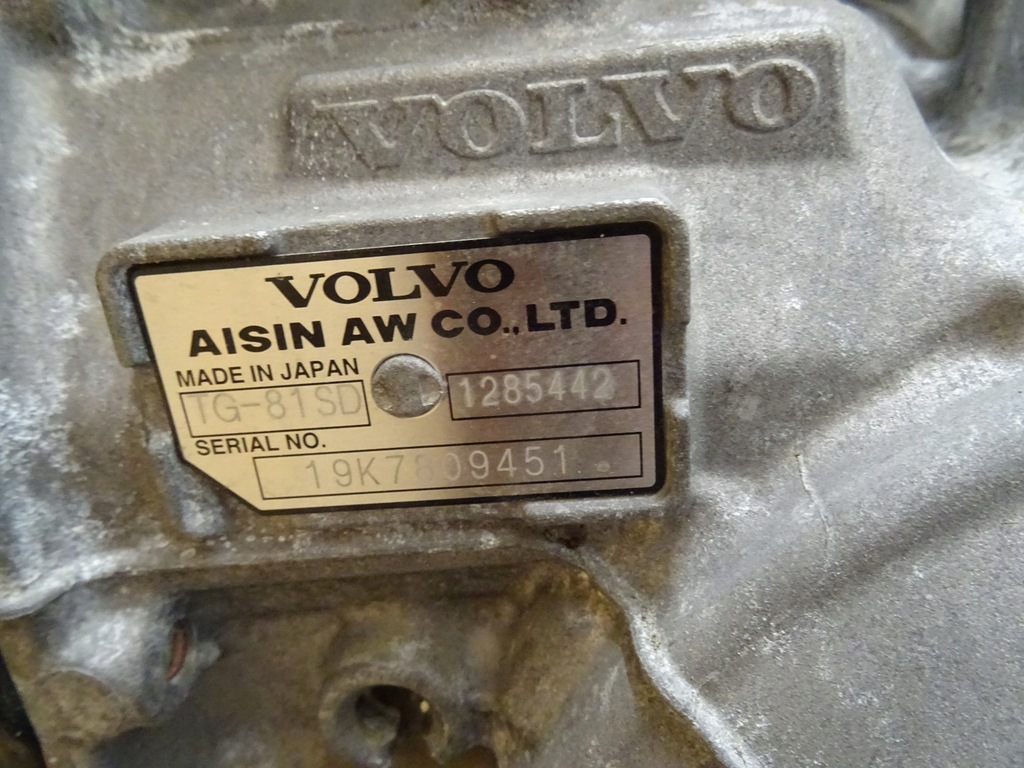 VOLVO
VOLVO
AISIN AW CO.,LTD.
MADE IN JAPAN
TG-81SD 1285442
SERIAL NO.
19K7809451